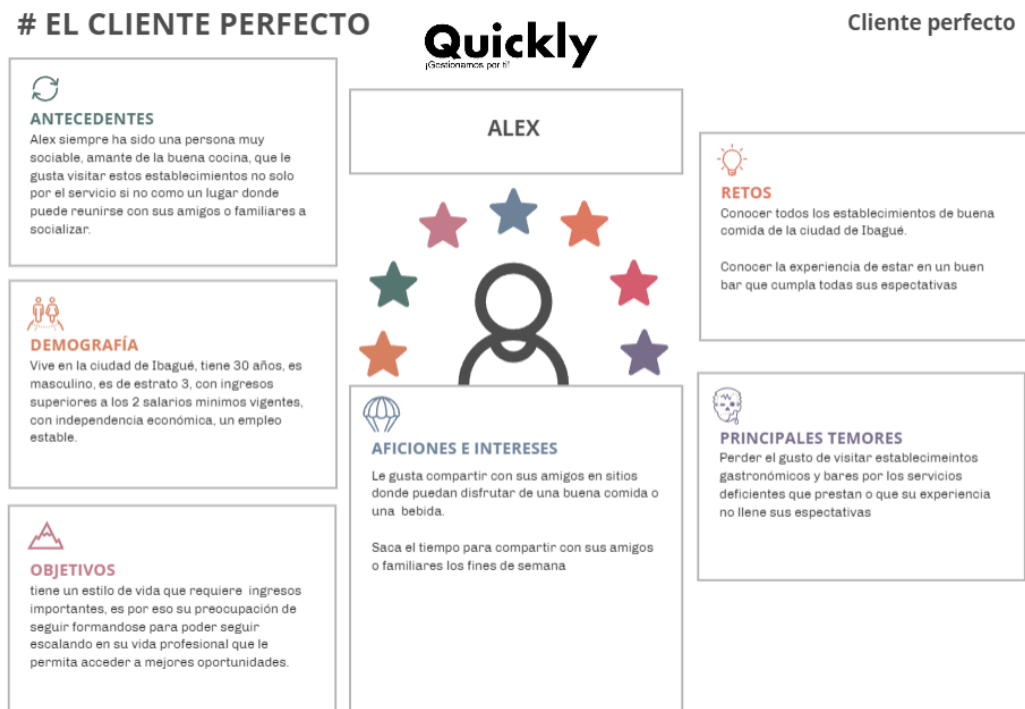 # EL CLIENTE PERFECTO
Quickly
¡Gestionamos por ti!
Cliente perfecto
ANTECEDENTES
Alex siempre ha sido una persona muy
sociable, amante de la buena cocina, que le
gusta visitar estos establecimientos no solo
por el servicio si no como un lugar donde
puede reunirse con sus amigos o familiares a
socializar.
DEMOGRAFÍA
Vive en la ciudad de Ibagué, tiene 30 años, es
masculino, es de estrato 3, con ingresos
superiores a los 2 salarios minimos vigentes,
con independencia económica, un empleo
estable.
OBJETIVOS
tiene un estilo de vida que requiere ingresos
importantes, es por eso su preocupación de
seguir formandose para poder seguir
escalando en su vida profesional que le
permita acceder a mejores oportunidades.
ALEX
AFICIONES E INTERESES
Le gusta compartir con sus amigos en sitios
donde puedan disfrutar de una buena comida o
una bebida.
Saca el tiempo para compartir con sus amigos
o familiares los fines de semana
RETOS
Conocer todos los establecimientos de buena
comida de la ciudad de Ibagué.
Conocer la experiencia de estar en un buen
bar que cumpla todas sus espectativas
PRINCIPALES TEMORES
Perder el gusto de visitar establecimeintos
gastronómicos y bares por los servicios
deficientes que prestan o que su experiencia
no llene sus espectativas